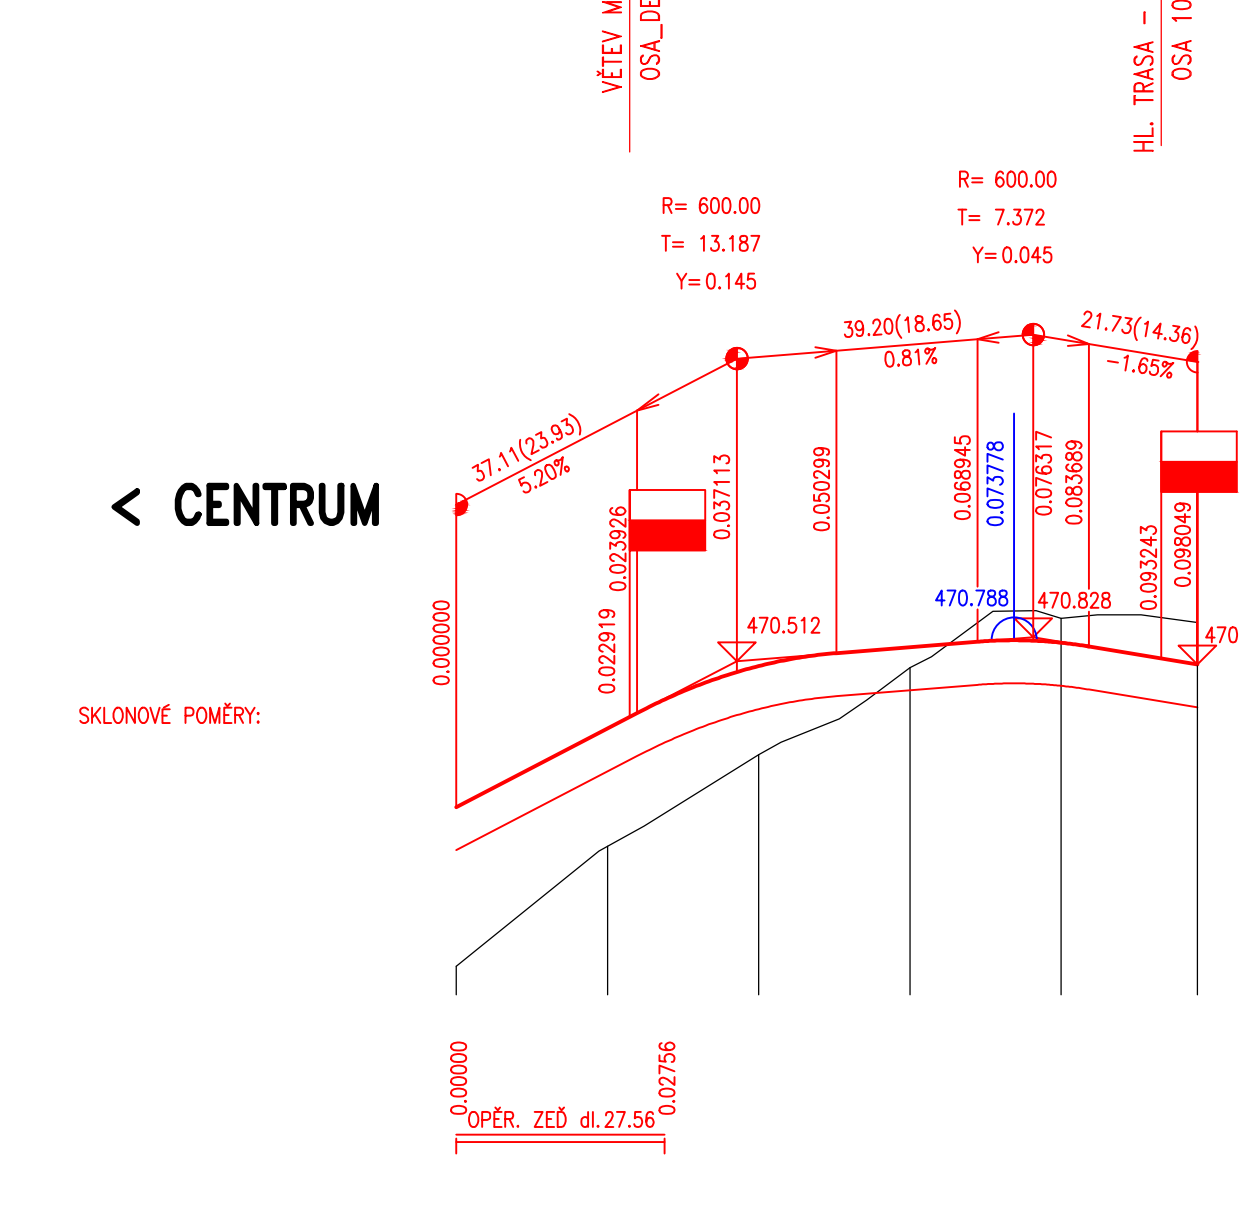 VĚTEV M
OSA_DE
HL. TRASA -
OSA 10
R= 600.00
T= 13.187
Y=0.145
R= 600.00
T= 7.372
Y=0.045
37.11(23.93)
5.20%
39.20(18.65)
0.81%
21.73(14.36)
-1.65%
< CENTRUM
0.000000
0.022919
0.023926
0.037113
0.050299
0.068945
0.073778
0.076317
0.083689
0.093243
0.098049
470.512
470.788
470.828
470
SKLONOVÉ POMĚRY:
0.00000
0.02756
OPĚR. ZEĎ dl.27.56